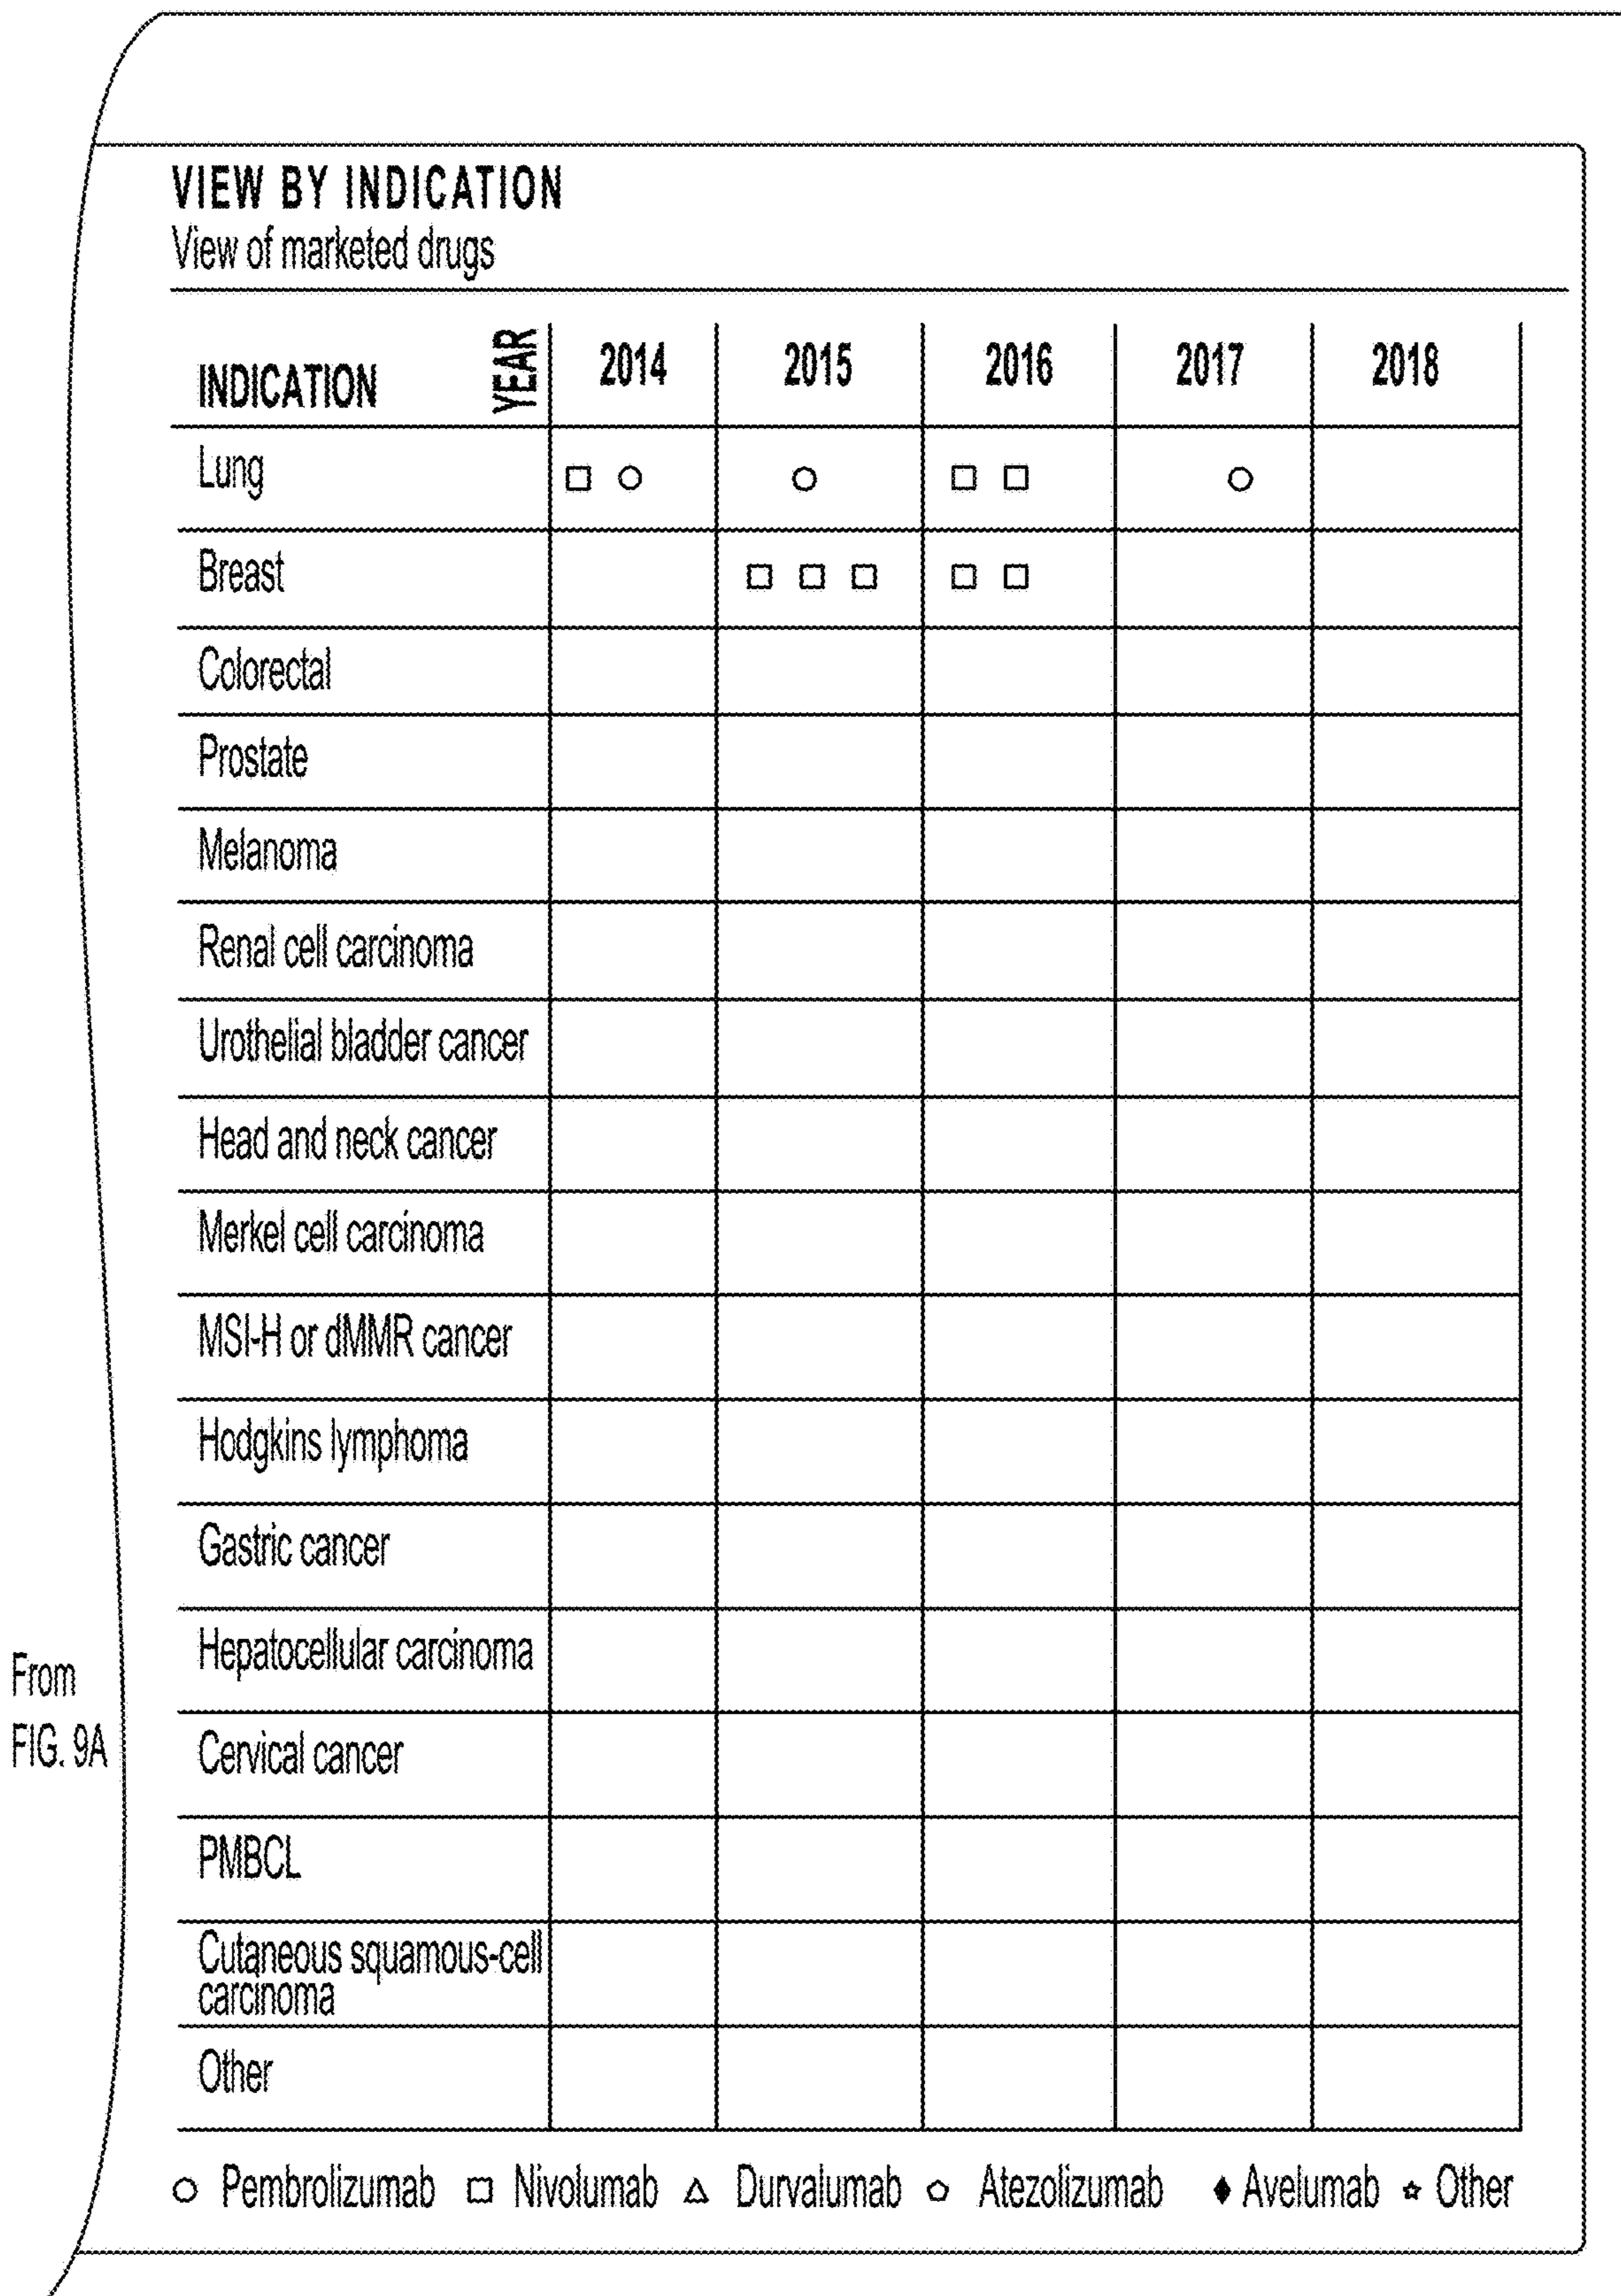 VIEW BY INDICATION
View of marketed drugs
INDICATION YEAR 2014 2015 2016 2017 2018
Lung
Breast
Colorectal
Prostate
Melanoma
Renal cell carcinoma
Urothelial bladder cancer
Head and neck cancer
Merkel cell carcinoma
MSI-H or dMMR cancer
Hodgkins lymphoma
Gastric cancer
Hepatocellular carcinoma
Cervical cancer
PMBCL
Cutaneous squamous-cell
carcinoma
Other
Pembrolizumab Nivolumab Durvalumab Atezolizumab Avelumab Other
From
FIG. 9A